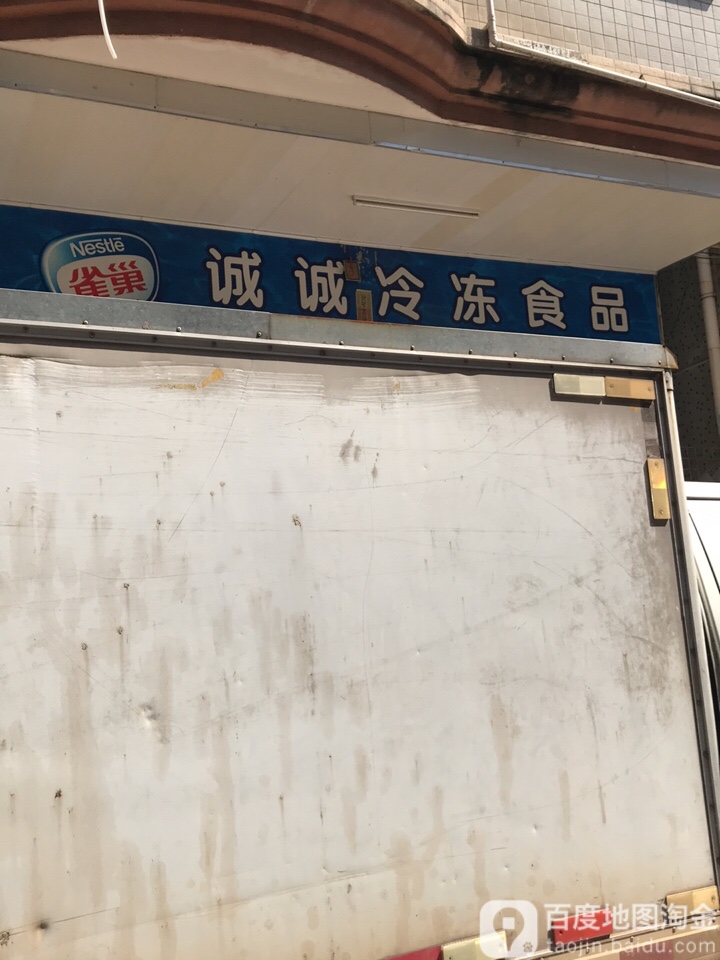 Nestlé
雀巢
诚诚冷冻食品
百度地图淘金
taojin.baidu.com